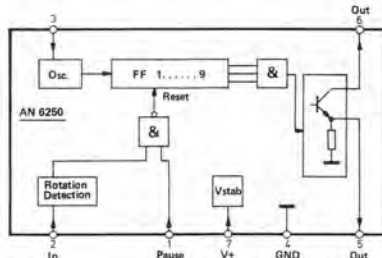 3
Out
6
Osc.
FF 1......9
&
Reset
AN 6250
&
Rotation
Detection
Vstab
2
1
7
4
5
In
Pause
V+
GND
Out